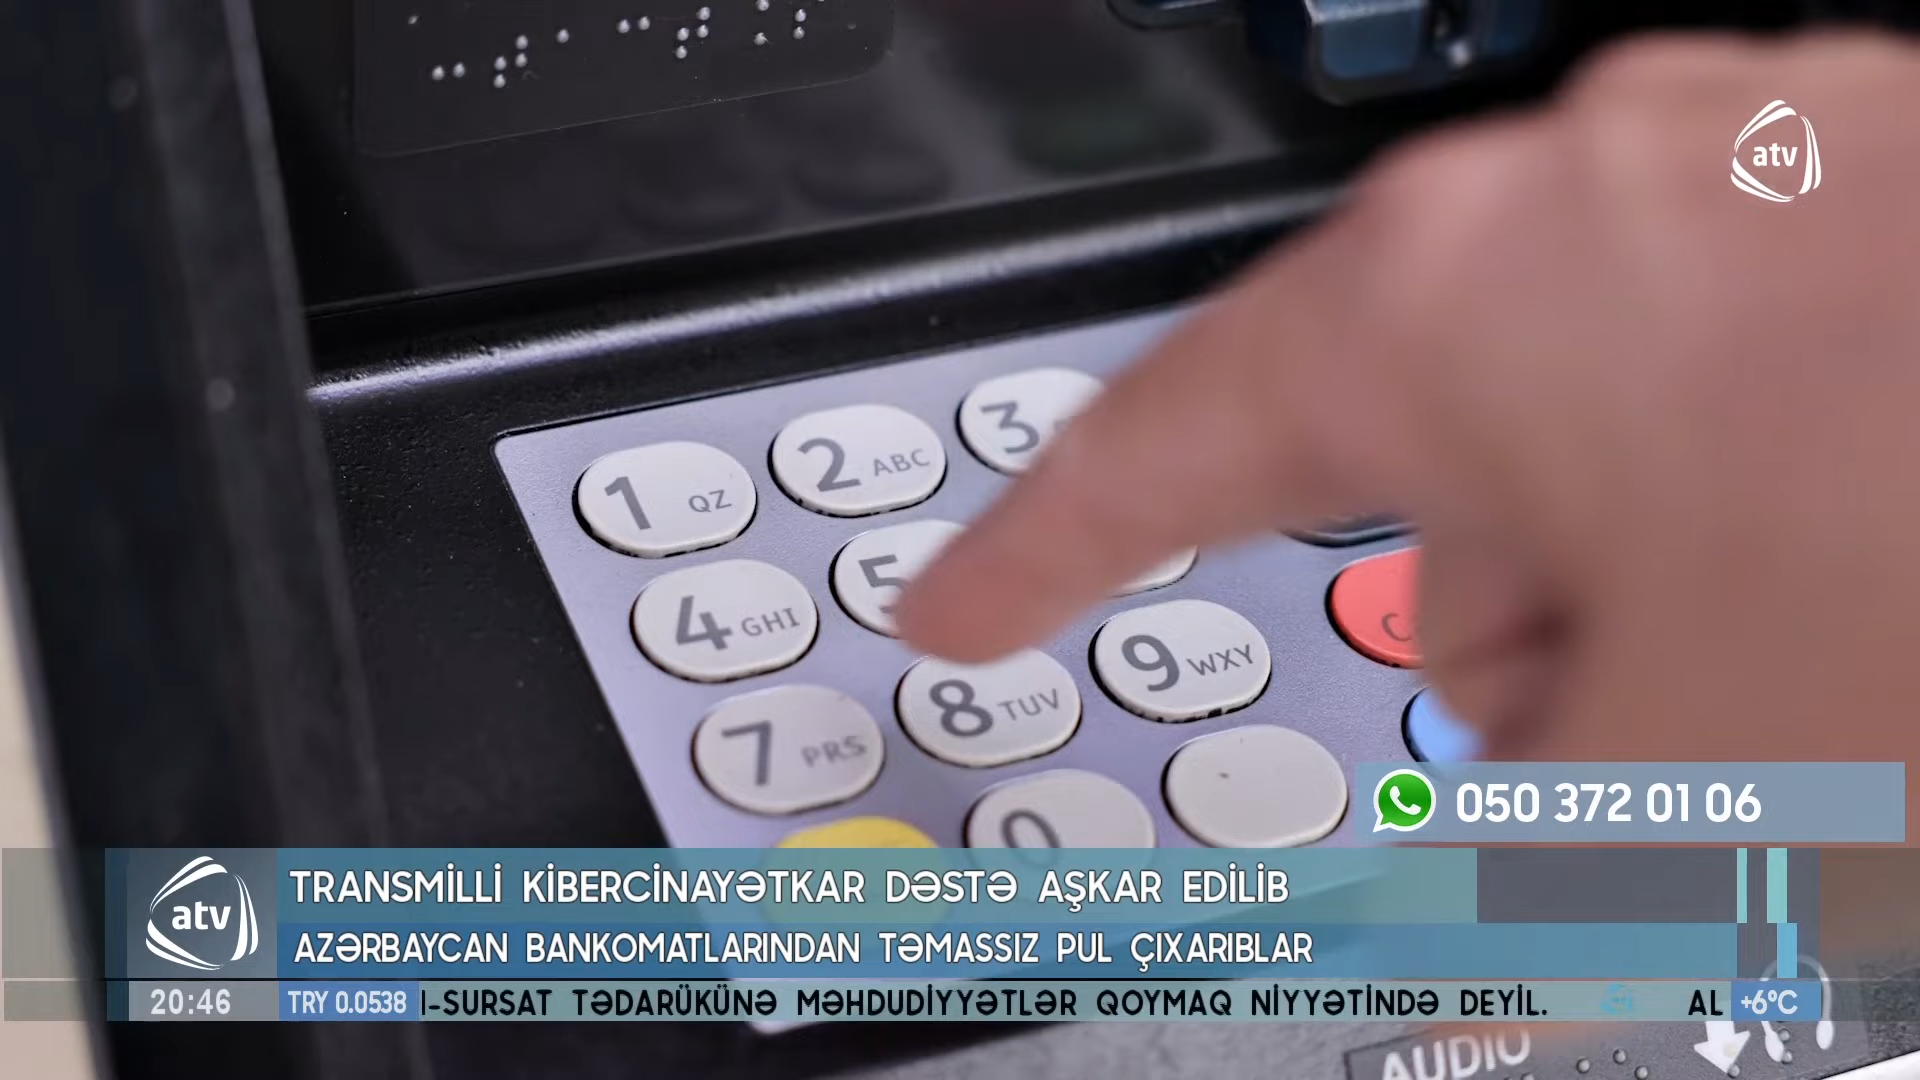 atv
1 QZ
2 ABC
3
4 GHI
5
7 PRS
8 TUV
9 WXY
0
C
050 372 01 06
atv
TRANSMİLLİ KİBERCİNAYƏTKAR DƏSTƏ AŞKAR EDİLİB
AZƏRBAYCAN BANKOMATLARINDAN TƏMASSIZ PUL ÇIXARIBLAR
20:46 TRY 0.0538 I-SURSAT TƏDARÜKÜNƏ MƏHDUDİYYƏTLƏR QOYMAQ NİYYƏTİNDƏ DEYİL. AL +6°C
AUDIO